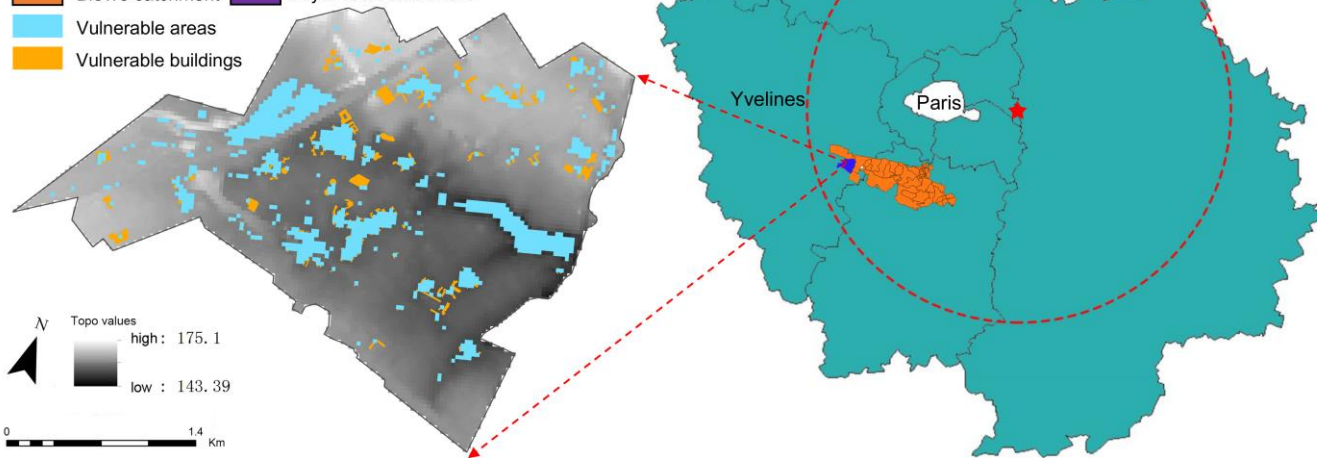 Vulnerable areas
Vulnerable buildings
Yvelines
Paris
N
Topo values
high: 175.1
low : 143.39
0 1.4
Km